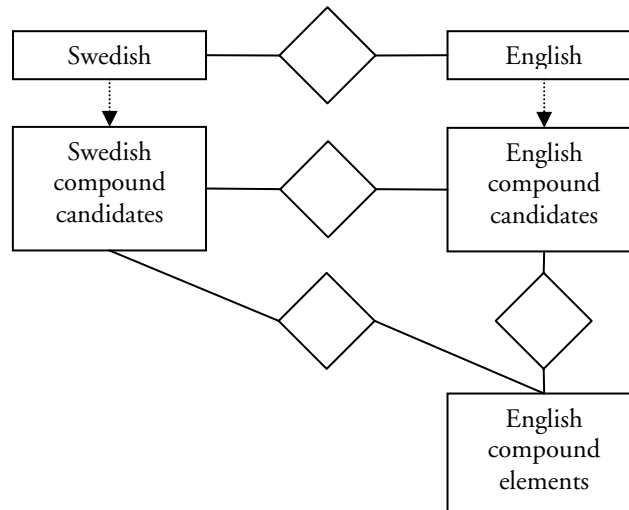 Swedish
English
Swedish
compound
candidates
English
compound
candidates
English
compound
elements